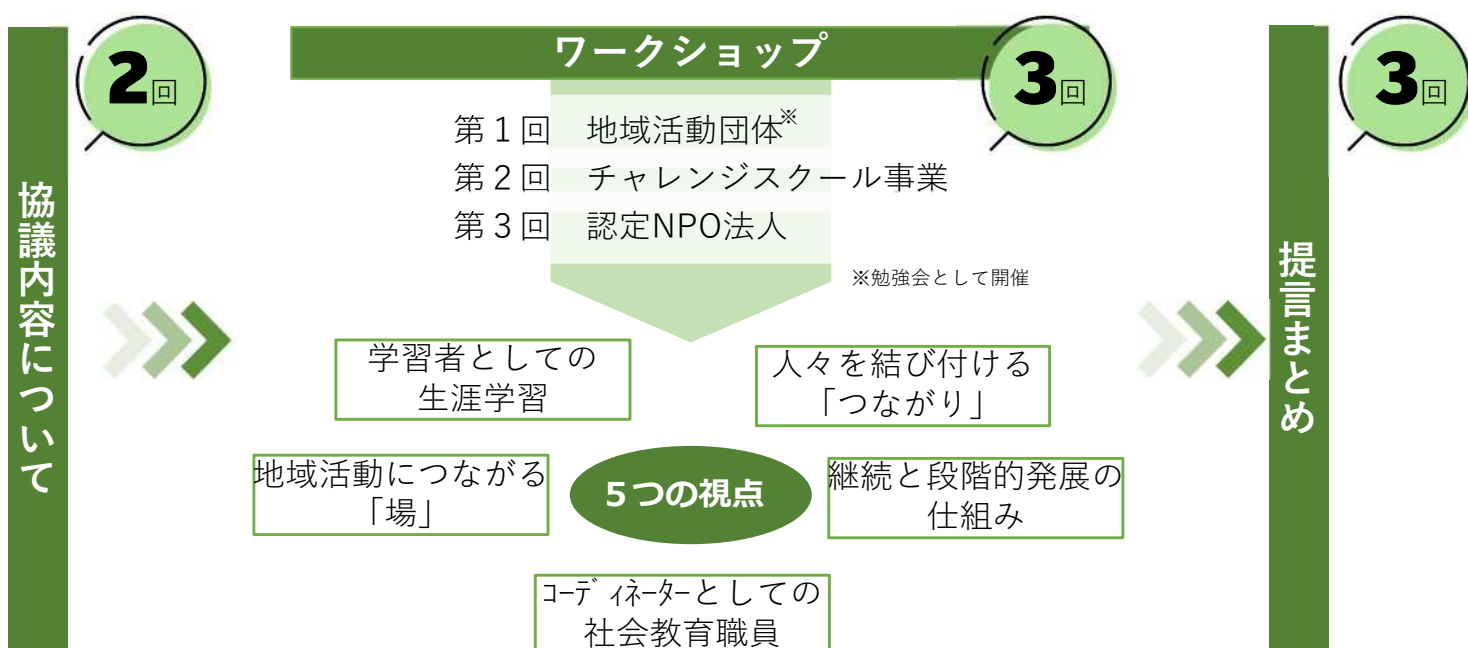 協議内容について
2回
ワークショップ
3回
第１回　地域活動団体※
第２回　チャレンジスクール事業
第３回　認定NPO法人
※勉強会として開催
学習者としての
生涯学習
人々を結び付ける
「つながり」
地域活動につながる
「場」
５つの視点
継続と段階的発展の
仕組み
ｺｰﾃﾞｨﾈｰﾀｰとしての
社会教育職員
3回
提言まとめ